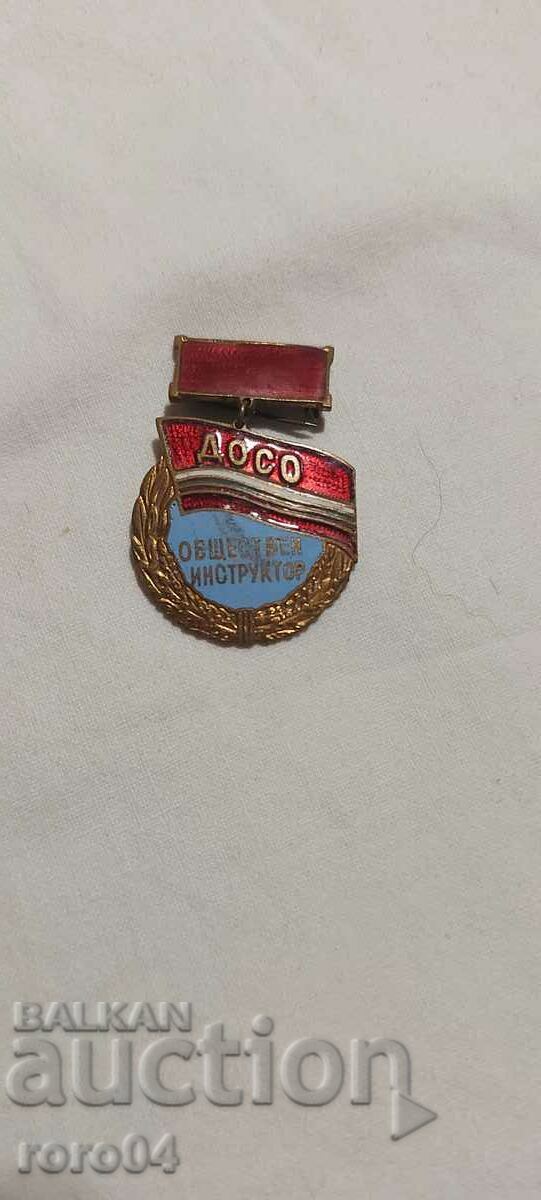 ДОСО
ОБЩЕСТВЕН
ИНСТРУКТОР
BALKAN
auction
roro04